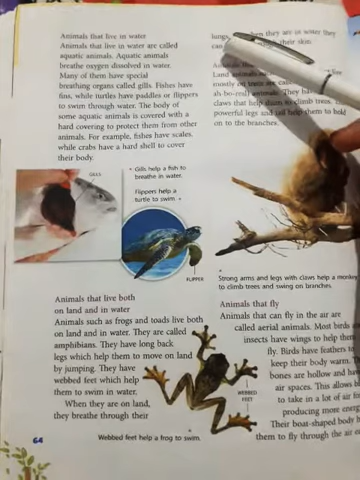 Animals that live in water
Animals that live in water are called
aquatic animals. Aquatic animals
breathe oxygen dissolved in water.
Many of them have special
breathing organs called gills. Fishes have
fins, while turtles have paddles or flippers
to swim through water. The body of
some aquatic animals is covered with a
hard covering to protect them from other
animals. For example, fishes have scales,
while crabs have a hard shell to cover
their body.
GILLS
Gills help a fish to
breathe in water.
Flippers help a
turtle to swim.
FLIPPER
Animals that live both
on land and in water
Animals such as frogs and toads live both
on land and in water. They are called
amphibians. They have long back
legs which help them to move on land
by jumping. They have
webbed feet which help
them to swim in water.
When they are on land,
they breathe through their
WEBBED
FEET
Webbed feet help a frog to swim.
64
lungs, they are in water they
can their skin.
Land animals
mostly on trees are
They
claws that help them to climb trees.
powerful legs and tail help them to hold
on to the branches.
Strong arms and legs with claws help a monkey
to climb trees and swing on branches.
Animals that fly
Animals that can fly in the air are
called aerial animals. Most birds
insects have wings to help them
fly. Birds have feathers to
keep their body warm.
bones are hollow and
air spaces. This allows
to take in a lot of air
producing more
Their boat-shaped body
them to fly through the air